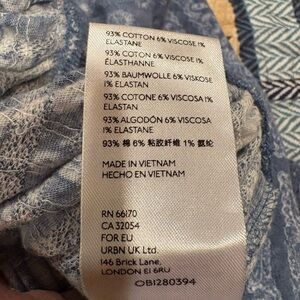 93% COTTON 6% VISCOSE 1%
ELASTANE
93% COTON 6% VISCOSE 1%
ÉLASTHANNE
93% BAUMWOLLE 6% VISKOSE
1% ELASTAN
93% COTONE 6% VISCOSA 1%
ELASTAN
93% ALGODÓN 6% VISCOSA
1% ELASTANE
93% 棉 6% 粘胶纤维 1% 氨纶
MADE IN VIETNAM
HECHO EN VIETNAM
RN 66170
CA 32054
FOR EU
URBN UK Ltd.
146 Brick Lane,
LONDON E1 6RU
OB1280394